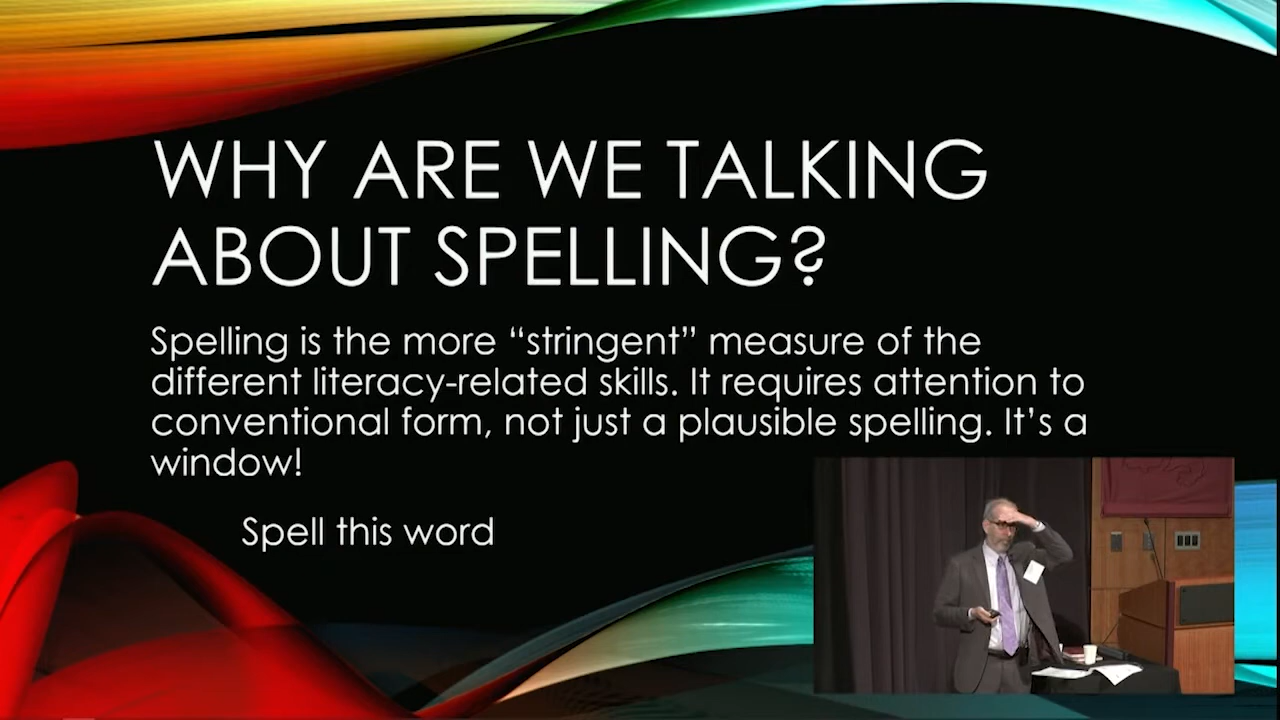 WHY ARE WE TALKING
ABOUT SPELLING?
Spelling is the more “stringent” measure of the
different literacy-related skills. It requires attention to
conventional form, not just a plausible spelling. It’s a
window!
Spell this word